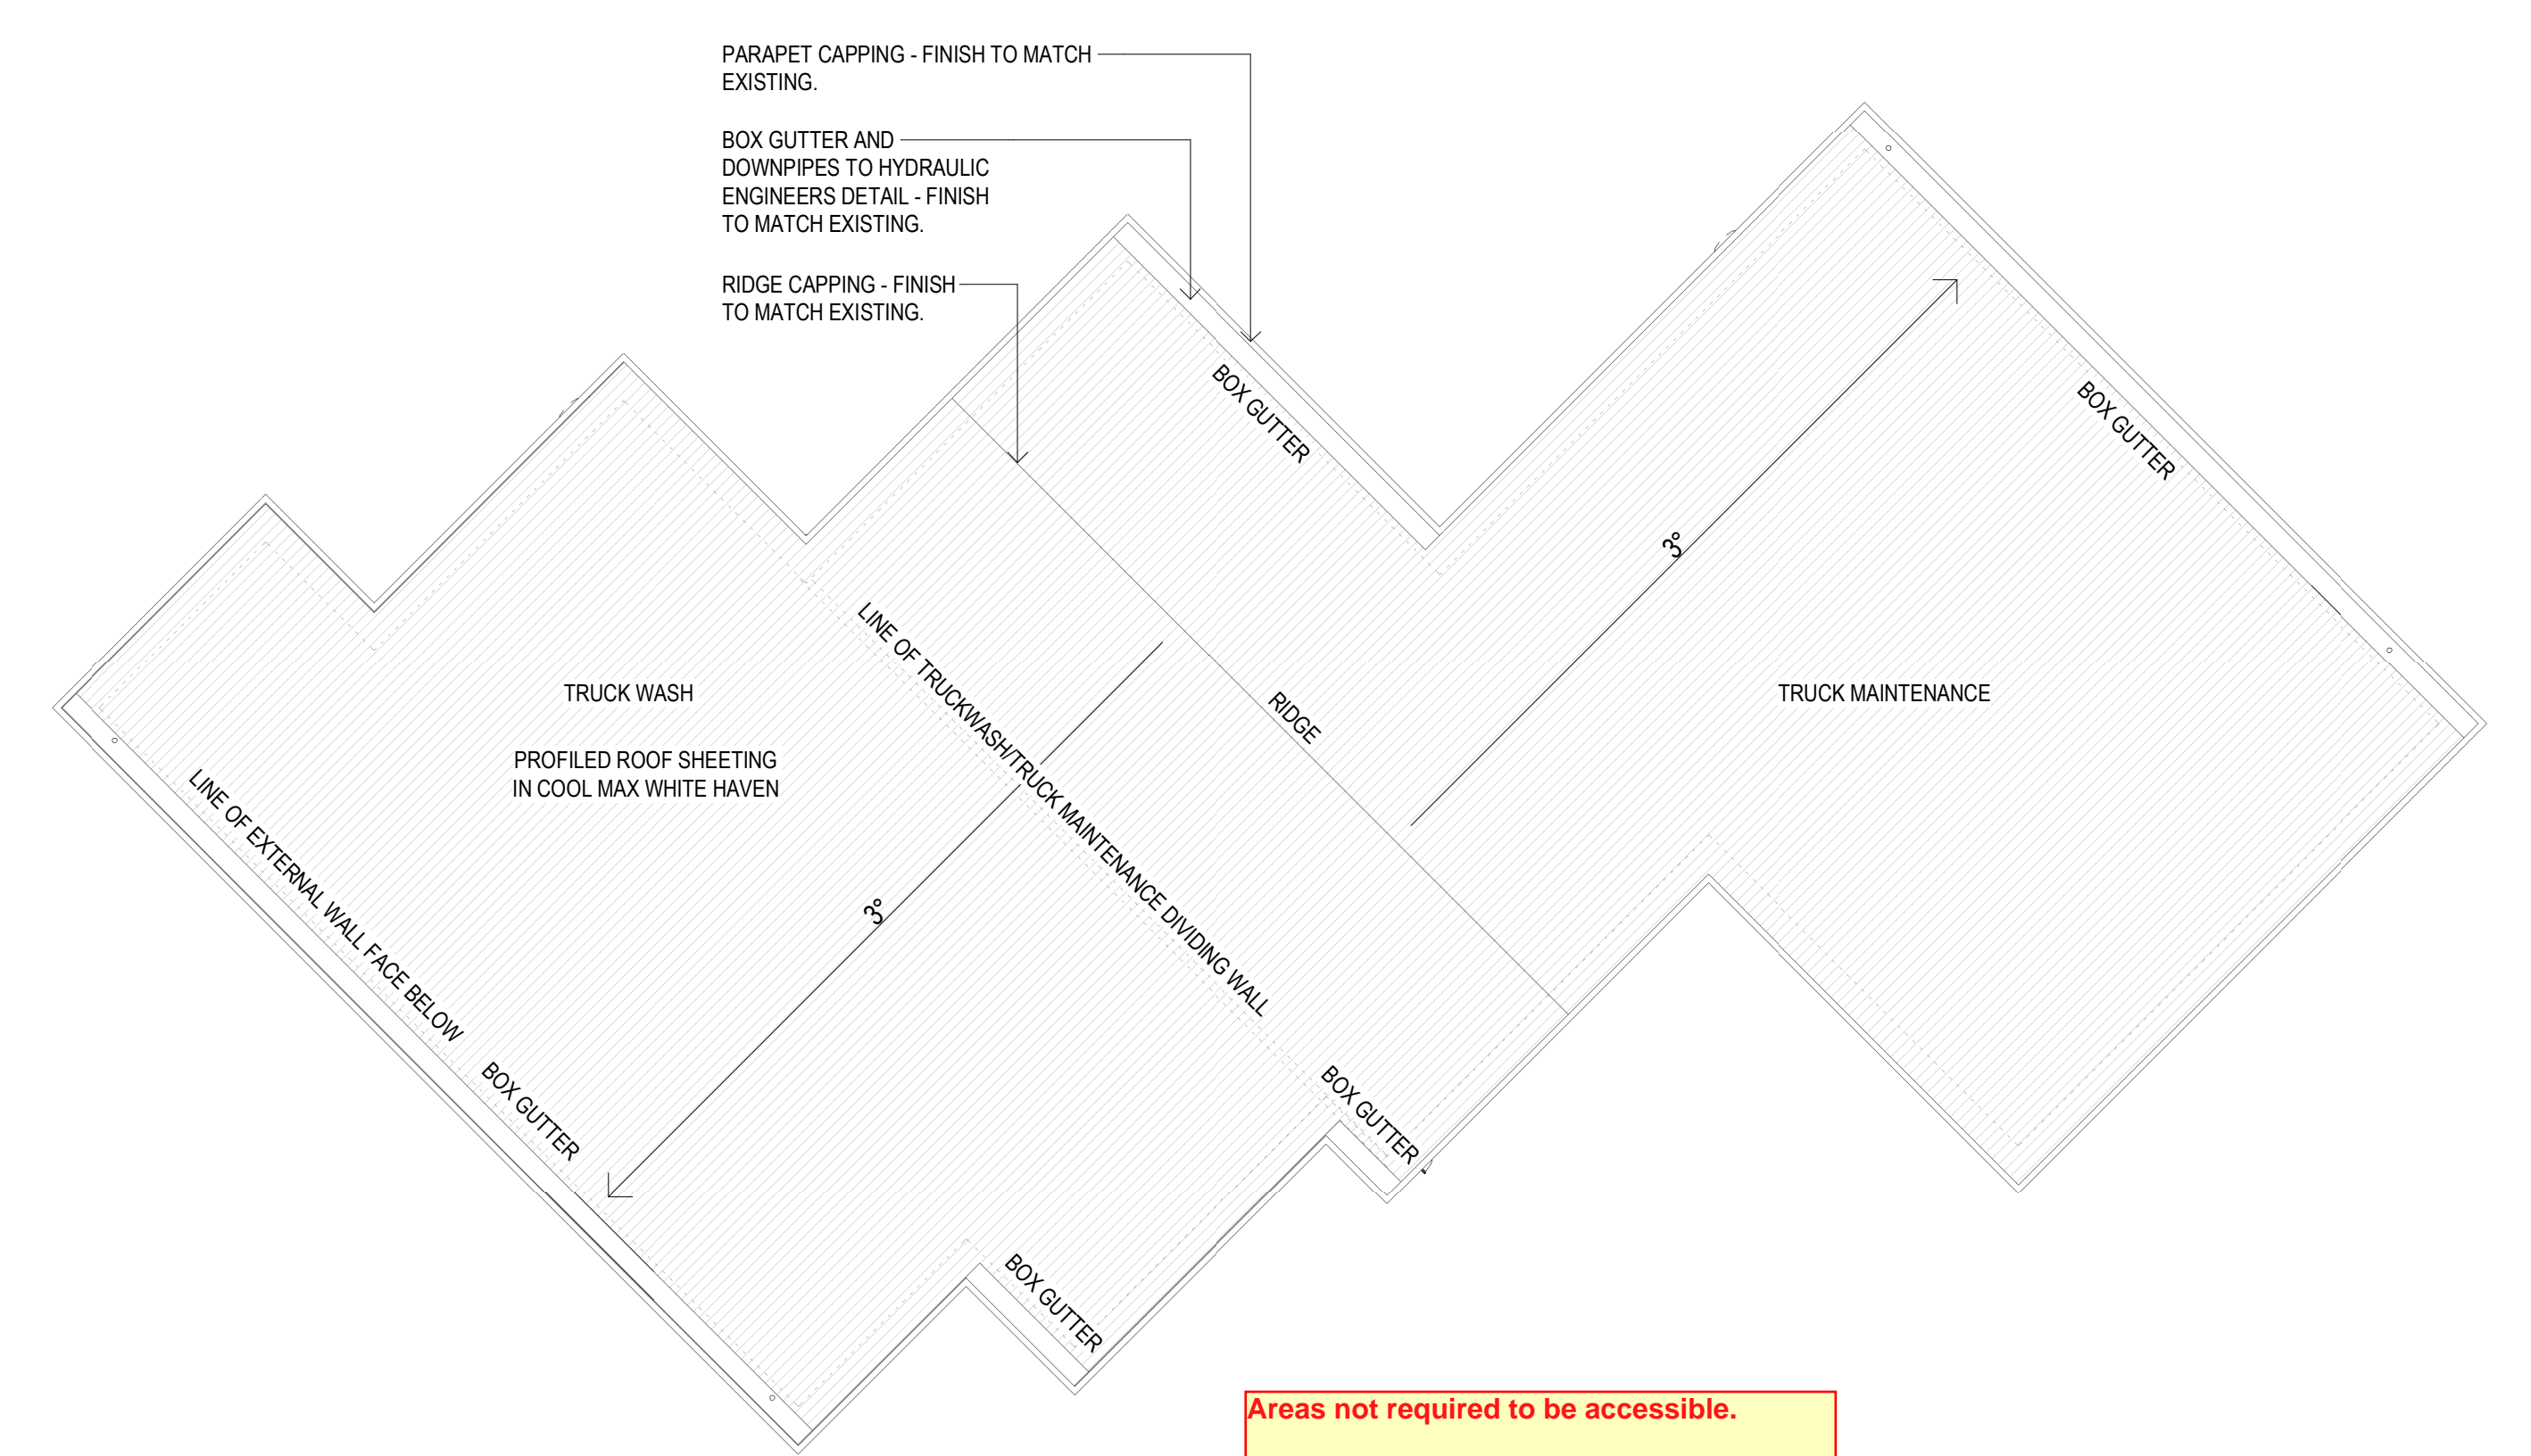 PARAPET CAPPING - FINISH TO MATCH
EXISTING.
BOX GUTTER AND
DOWNPIPES TO HYDRAULIC
ENGINEERS DETAIL - FINISH
TO MATCH EXISTING.
RIDGE CAPPING - FINISH
TO MATCH EXISTING.
BOX GUTTER
BOX GUTTER
3°
LINE OF TRUCKWASH/TRUCK MAINTENANCE DIVIDING WALL
RIDGE
TRUCK WASH
TRUCK MAINTENANCE
PROFILED ROOF SHEETING
IN COOL MAX WHITE HAVEN
LINE OF EXTERNAL WALL FACE BELOW
3°
BOX GUTTER
BOX GUTTER
BOX GUTTER
Areas not required to be accessible.